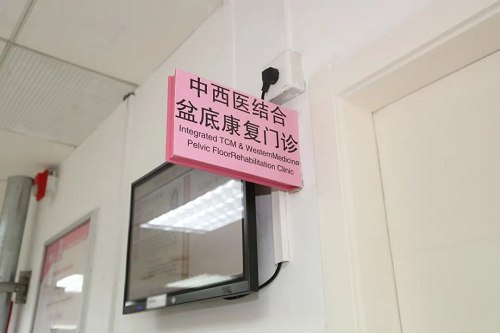 中西医结合
盆底康复门诊
Integrated TCM & WesternMedicine
Pelvic FloorRehabilitation Clinic